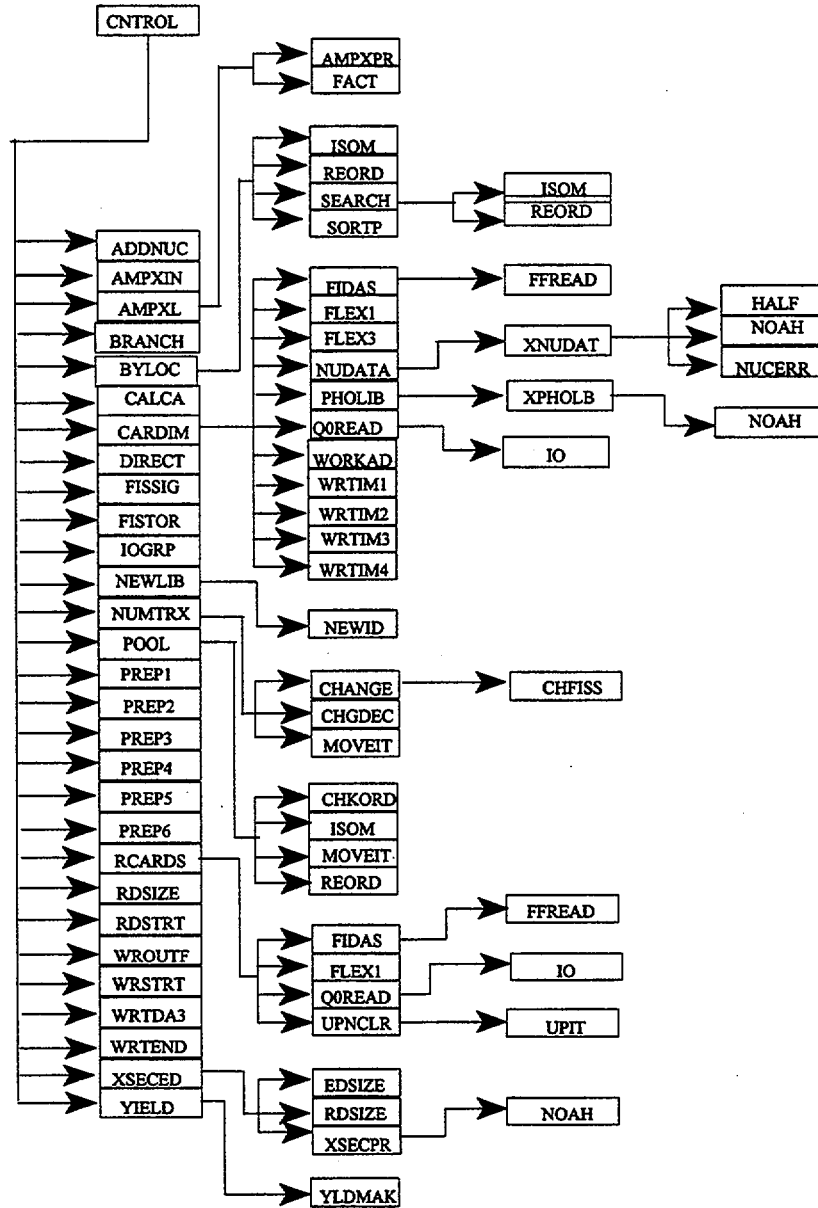 CNTROL
ADDNUC
AMPXIN
AMPXL
BRANCH
BYLOC
CALCA
CARDIM
DIRECT
FISSIG
FISTOR
IOGRP
NEWLIB
NUMTRX
POOL
PREP1
PREP2
PREP3
PREP4
PREP5
PREP6
RCARDS
RDSIZE
RDSTRT
WROUTF
WRSTRT
WRTDA3
WRTEND
XSECED
YIELD
AMPXPR
FACT
ISOM
REORD
SEARCH
SORTP
FIDAS
FLEX1
FLEX3
NUDATA
PHOLIB
Q0READ
WORKAD
WRTIM1
WRTIM2
WRTIM3
WRTIM4
NEWID
CHANGE
CHGDEC
MOVEIT
CHKORD
ISOM
MOVEIT
REORD
FIDAS
FLEX1
Q0READ
UPNCLR
EDSIZE
RDSIZE
XSECPR
YLDMAK
ISOM
REORD
FFREAD
XNUDAT
XPHOLB
IO
CHFISS
FFREAD
IO
UPIT
NOAH
HALF
NOAH
NUCERR
NOAH